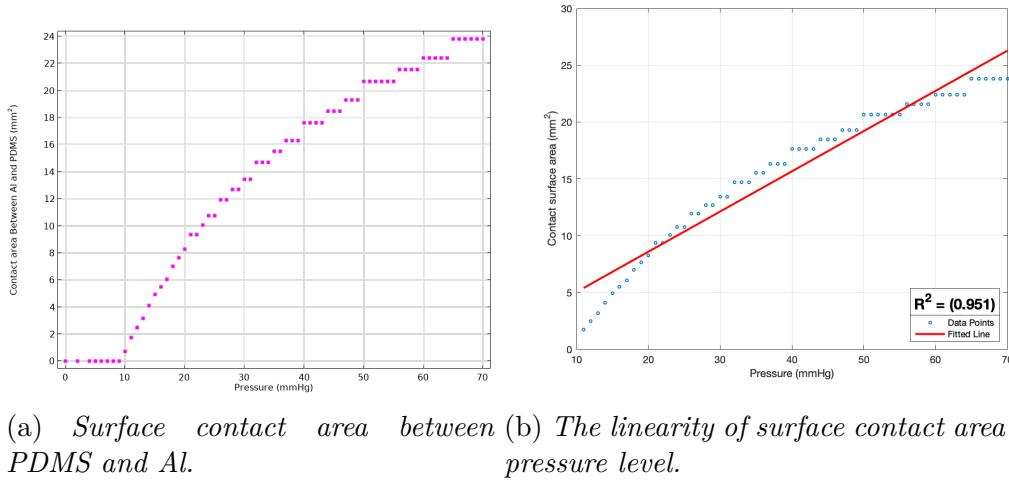 24
22
20
18
16
14
12
10
8
6
4
2
0
Contact area Between Al and PDMS (mm²)
0 10 20 30 40 50 60 70
Pressure (mmHg)
30
25
20
15
10
5
0
Contact surface area (mm²)
R² = (0.951)
Data Points
Fitted Line
10 20 30 40 50 60 70
Pressure (mmHg)
(a) Surface contact area between
PDMS and Al.
(b) The linearity of surface contact area
pressure level.